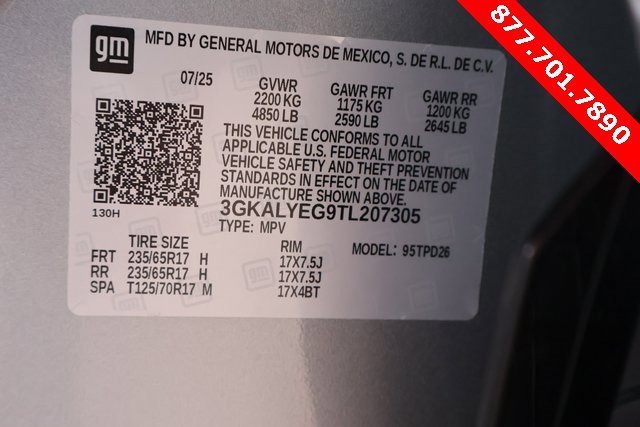 877.701.7890
gm
MFD BY GENERAL MOTORS DE MEXICO, S. DE R.L. DE C.V.
07/25 GVWR GAWR FRT GAWR RR
2200 KG 1175 KG 1200 KG
4850 LB 2590 LB 2645 LB
THIS VEHICLE CONFORMS TO ALL
APPLICABLE U.S. FEDERAL MOTOR
VEHICLE SAFETY AND THEFT PREVENTION
STANDARDS IN EFFECT ON THE DATE OF
MANUFACTURE SHOWN ABOVE.
130H
3GKALYEG9TL207305
TYPE: MPV
TIRE SIZE RIM MODEL: 95TPD26
FRT 235/65R17 H 17X7.5J
RR 235/65R17 H 17X7.5J
SPA T125/70R17 M 17X4BT